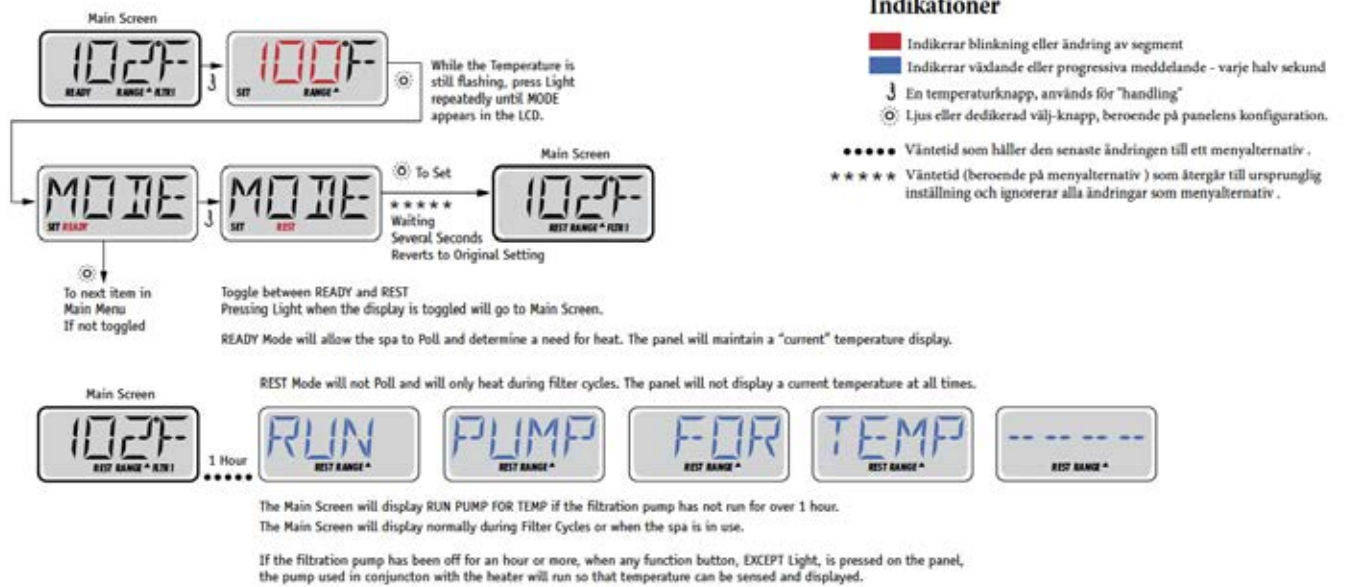 Main Screen
102°F
READY RANGE FLTR1
100°F
SET RANGE
While the Temperature is
still flashing, press Light
repeatedly until MODE
appears in the LCD.
Indikationer
Indikerar blinkning eller ändring av segment
Indikerar växlande eller progressiva meddelande - varje halv sekund
En temperaturknapp, används för "handling"
Ljus eller dedikerad välj-knapp, beroende på panelens konfiguration.
••••• Väntetid som håller den senaste ändringen till ett menyalternativ .
★★★★★ Väntetid (beroende på menyalternativ ) som återgår till ursprunglig
inställning och ignorerar alla ändringar som menyalternativ .
MODE
SET READY
MODE
SET REST
To Set
★★★★★
Waiting
Several Seconds
Reverts to Original Setting
Main Screen
102°F
REST RANGE FLTR1
To next item in
Main Menu
If not toggled
Toggle between READY and REST
Pressing Light when the display is toggled will go to Main Screen.
READY Mode will allow the spa to Poll and determine a need for heat. The panel will maintain a "current" temperature display.
REST Mode will not Poll and will only heat during filter cycles. The panel will not display a current temperature at all times.
Main Screen
102°F
REST RANGE FLTR1
1 Hour
•••••
RUN
REST RANGE
PUMP
REST RANGE
FOR
REST RANGE
TEMP
REST RANGE
-- -- -- --
REST RANGE
The Main Screen will display RUN PUMP FOR TEMP if the filtration pump has not run for over 1 hour.
The Main Screen will display normally during Filter Cycles or when the spa is in use.
If the filtration pump has been off for an hour or more, when any function button, EXCEPT Light, is pressed on the panel,
the pump used in conjuncton with the heater will run so that temperature can be sensed and displayed.